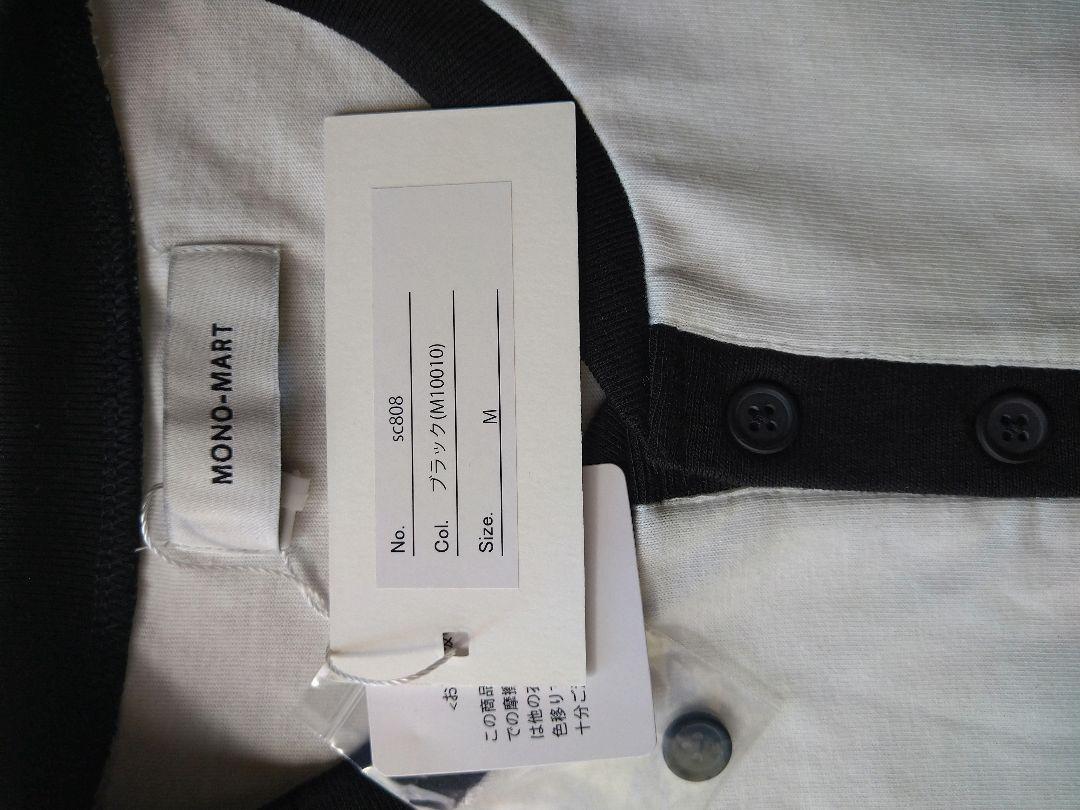 MONO-MART
No. sc808
Col. ブラック(M10010)
Size. M
<お
この商品
での摩擦
は他の
色移り
十分ご